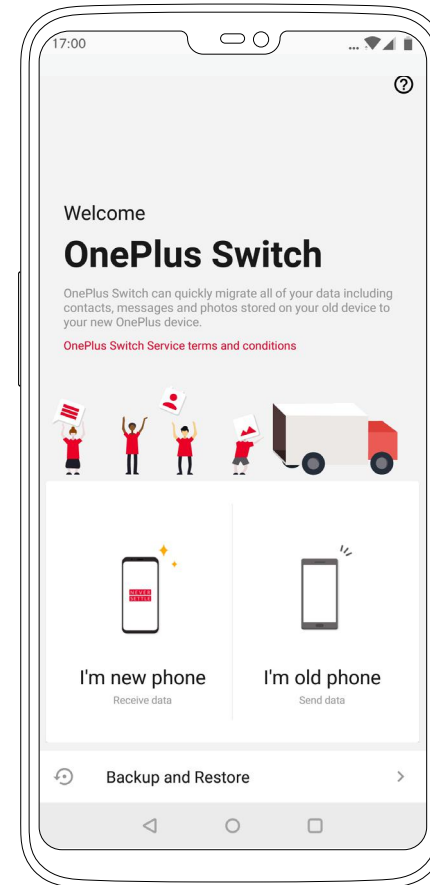 17:00
...
Welcome
OnePlus Switch
OnePlus Switch can quickly migrate all of your data including
contacts, messages and photos stored on your old device to
your new OnePlus device.
OnePlus Switch Service terms and conditions
NEVER
SETTLE
I'm new phone
Receive data
I'm old phone
Send data
Backup and Restore